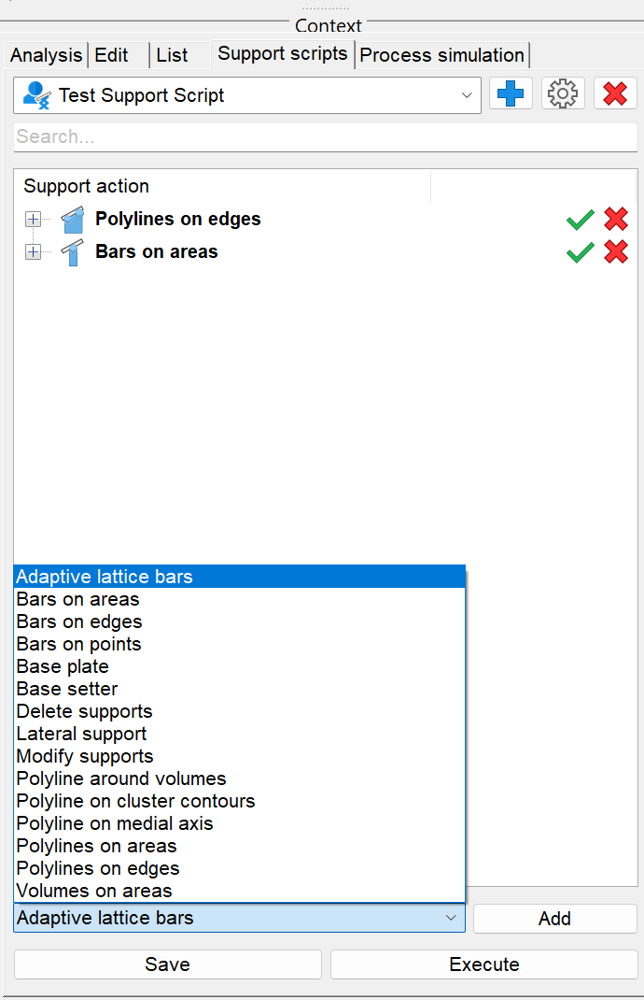 Context
Analysis Edit List Support scripts Process simulation
Test Support Script
Search...
Support action
Polylines on edges
Bars on areas
Adaptive lattice bars
Bars on areas
Bars on edges
Bars on points
Base plate
Base setter
Delete supports
Lateral support
Modify supports
Polyline around volumes
Polyline on cluster contours
Polyline on medial axis
Polylines on areas
Polylines on edges
Volumes on areas
Adaptive lattice bars Add
Save Execute